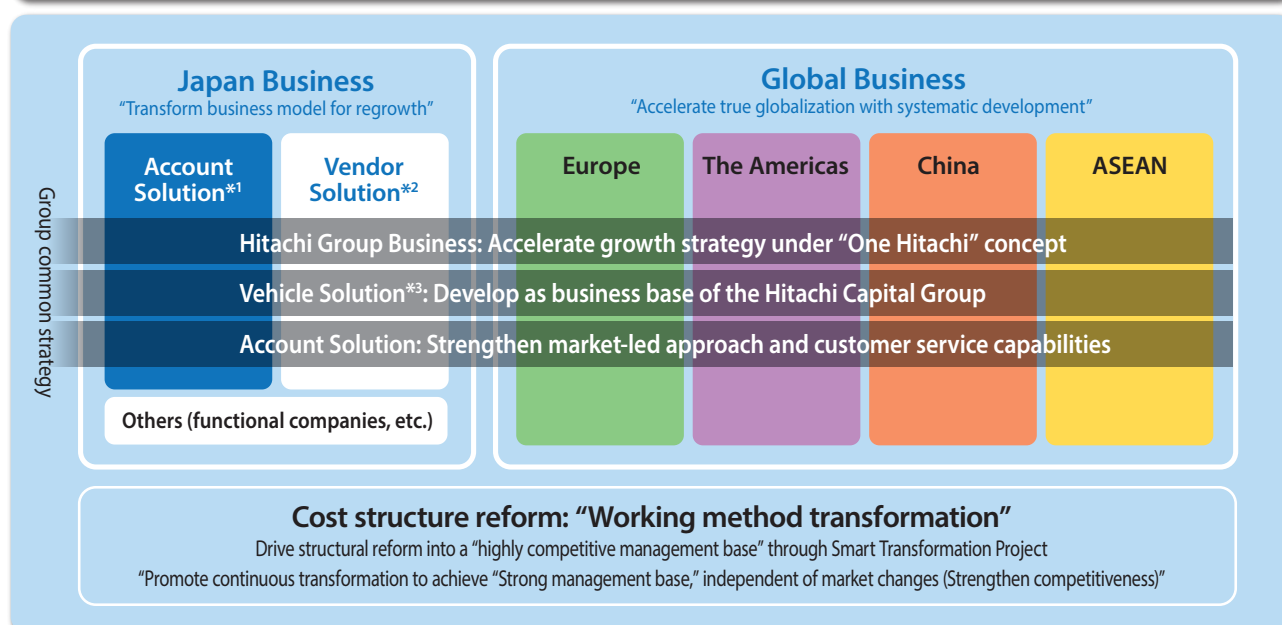 Japan Business
“Transform business model for regrowth”
Account
Solution*1
Vendor
Solution*2
Others (functional companies, etc.)
Global Business
“Accelerate true globalization with systematic development”
Europe
The Americas
China
ASEAN
Group common strategy
Hitachi Group Business: Accelerate growth strategy under “One Hitachi” concept
Vehicle Solution*3: Develop as business base of the Hitachi Capital Group
Account Solution: Strengthen market-led approach and customer service capabilities
Cost structure reform: “Working method transformation”
Drive structural reform into a “highly competitive management base” through Smart Transformation Project
“Promote continuous transformation to achieve “Strong management base,” independent of market changes (Strengthen competitiveness)”